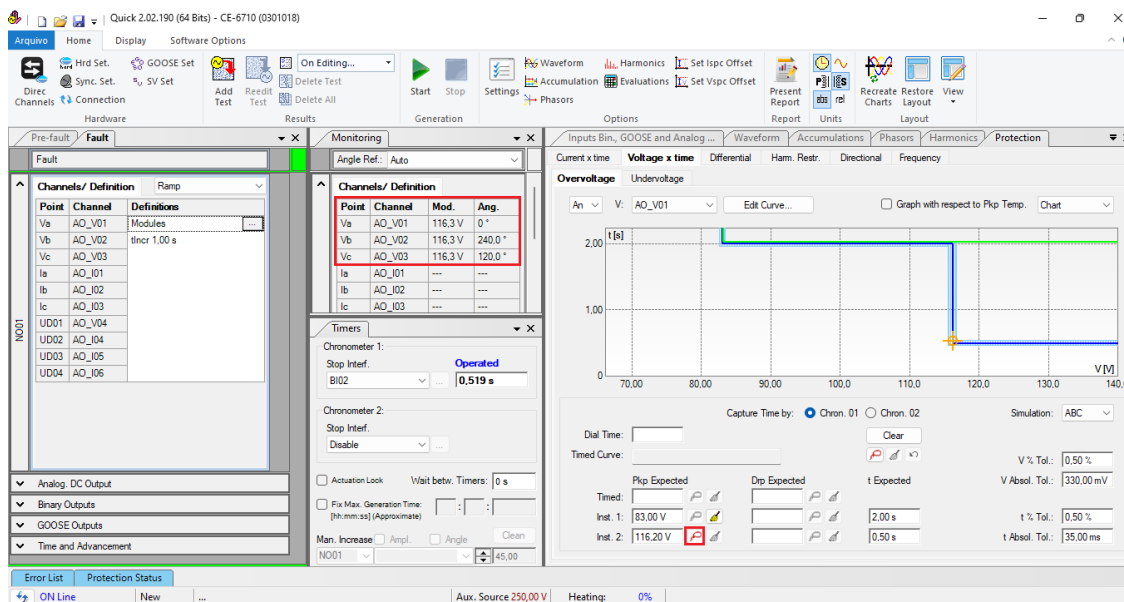 Quick 2.02.190 (64 Bits) - CE-6710 (0301018)
Arquivo Home Display Software Options
Direc Channels
Hrd Set.
Sync. Set.
Connection
GOOSE Set
SV Set
Hardware
Add Test
Reedit Test
On Editing...
Delete Test
Delete All
Results
Start Stop
Generation
Settings
Waveform
Accumulation
Phasors
Harmonics
Evaluations
Set Ispc Offset
Set Vspc Offset
Options
Present Report
Report
abs rel
Units
Recreate Charts
Restore Layout
View
Layout
Pre-fault Fault
Fault
Channels/ Definition Ramp
Point Channel Definitions
Va AO_V01 Modules ...
Vb AO_V02 tIncr 1,00 s
Vc AO_V03
Ia AO_I01
Ib AO_I02
Ic AO_I03
UD01 AO_V04
UD02 AO_I04
UD03 AO_I05
UD04 AO_I06
NO01
Analog. DC Output
Binary Outputs
GOOSE Outputs
Time and Advancement
Monitoring
Angle Ref.: Auto
Channels/ Definition
Point Channel Mod. Ang.
Va AO_V01 116,3 V 0 °
Vb AO_V02 116,3 V 240,0 °
Vc AO_V03 116,3 V 120,0 °
Ia AO_I01 --- ---
Ib AO_I02 --- ---
Ic AO_I03 --- ---
Timers
Chronometer 1:
Stop Interf. Operated
BI02 ... 0,519 s
Chronometer 2:
Stop Interf.
Disable ...
Actuation Lock Wait betw. Timers: 0 s
Fix Max. Generation Time: : :
[hh:mm:ss] (Approximate)
Man. Increase Ampl. Angle Clean
NO01 45,00
Inputs Bin., GOOSE and Analog ... Waveform Accumulations Phasors Harmonics Protection
Current x time Voltage x time Differential Harm. Restr. Directional Frequency
Overvoltage Undervoltage
An V: AO_V01 Edit Curve... Graph with respect to Pkp Temp. Chart
t [s]
2,00
1,00
0
V [V]
70,00 80,00 90,00 100,0 110,0 120,0 130,0 140,
Capture Time by: Chron. 01 Chron. 02 Simulation: ABC
Dial Time: Clear
Timed Curve: V % Tol.: 0,50 %
Pkp Expected Drp Expected t Expected V Absol. Tol.: 330,00 mV
Timed:
Inst. 1: 83,00 V 2,00 s t % Tol.: 0,50 %
Inst. 2: 116,20 V 0,50 s t Absol. Tol.: 35,00 ms
Error List Protection Status
ON Line New ... Aux. Source 250,00 V Heating: 0%